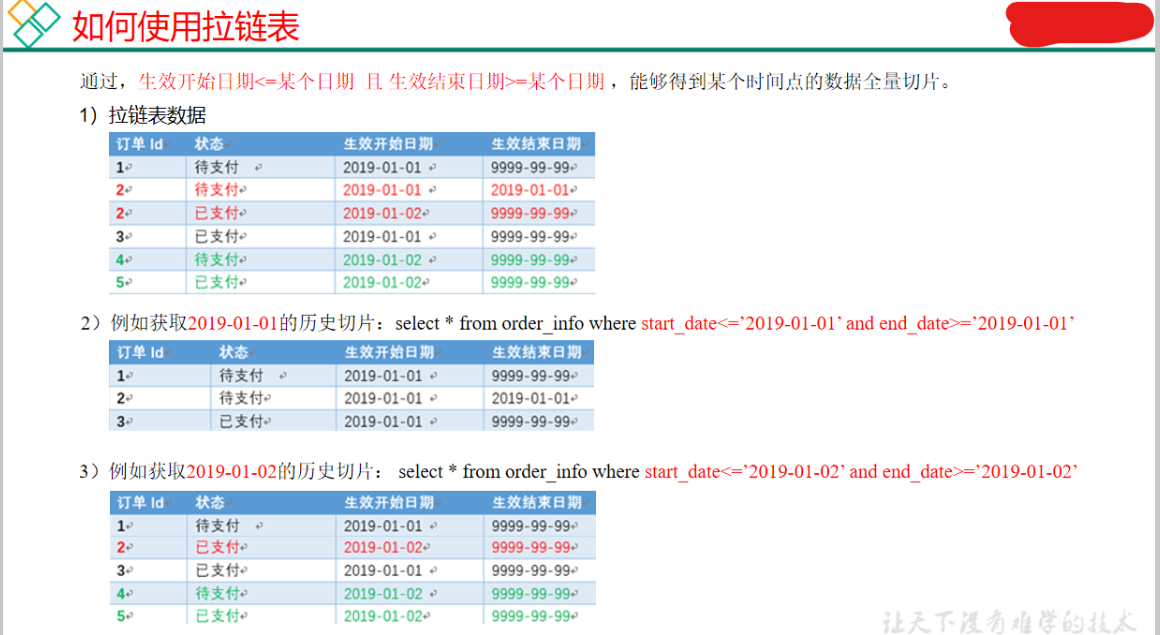 如何使用拉链表
通过，生效开始日期<=某个日期 且 生效结束日期>=某个日期 ，能够得到某个时间点的数据全量切片。
1）拉链表数据
订单 Id 状态 生效开始日期 生效结束日期
1 待支付 2019-01-01 9999-99-99
2 待支付 2019-01-01 2019-01-01
2 已支付 2019-01-02 9999-99-99
3 已支付 2019-01-01 9999-99-99
4 待支付 2019-01-02 9999-99-99
5 已支付 2019-01-02 9999-99-99
2）例如获取2019-01-01的历史切片：select * from order_info where start_date<=’2019-01-01’ and end_date>=’2019-01-01’
订单 Id 状态 生效开始日期 生效结束日期
1 待支付 2019-01-01 9999-99-99
2 待支付 2019-01-01 2019-01-01
3 已支付 2019-01-01 9999-99-99
3）例如获取2019-01-02的历史切片： select * from order_info where start_date<=’2019-01-02’ and end_date>=’2019-01-02’
订单 Id 状态 生效开始日期 生效结束日期
1 待支付 2019-01-01 9999-99-99
2 已支付 2019-01-02 9999-99-99
3 已支付 2019-01-01 9999-99-99
4 待支付 2019-01-02 9999-99-99
5 已支付 2019-01-02 9999-99-99
让天下没有难学的技术